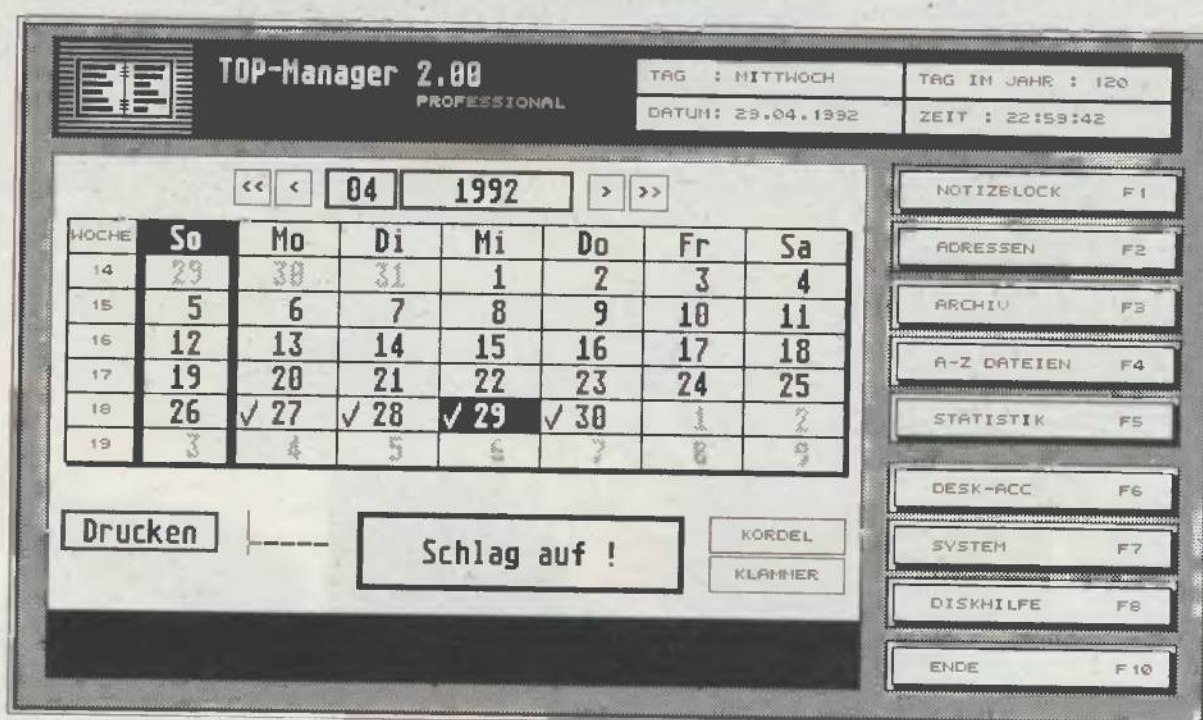 TOP-Manager 2.00
PROFESSIONAL
TAG : MITTWOCH
TAG IM JAHR : 120
DATUM: 29.04.1992
ZEIT : 22:59:42
<< < 04 1992 > >>
WOCHE So Mo Di Mi Do Fr Sa
14 29 30 31 1 2 3 4
15 5 6 7 8 9 10 11
16 12 13 14 15 16 17 18
17 19 20 21 22 23 24 25
18 26 √ 27 √ 28 √ 29 √ 30 1 2
19 3 4 5 6 7 8 9
Drucken
Schlag auf !
KORDEL
KLAMMER
NOTIZBLOCK F1
ADRESSEN F2
ARCHIV F3
A-Z DATEIEN F4
STATISTIK F5
DESK-ACC F6
SYSTEM F7
DISKHILFE F8
ENDE F10